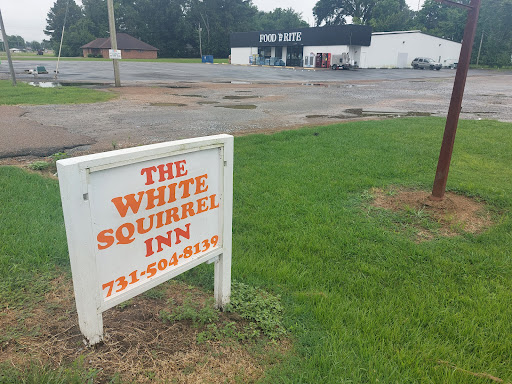 FOOD RITE
THE
WHITE
SQUIRREL
INN
731-504-8139